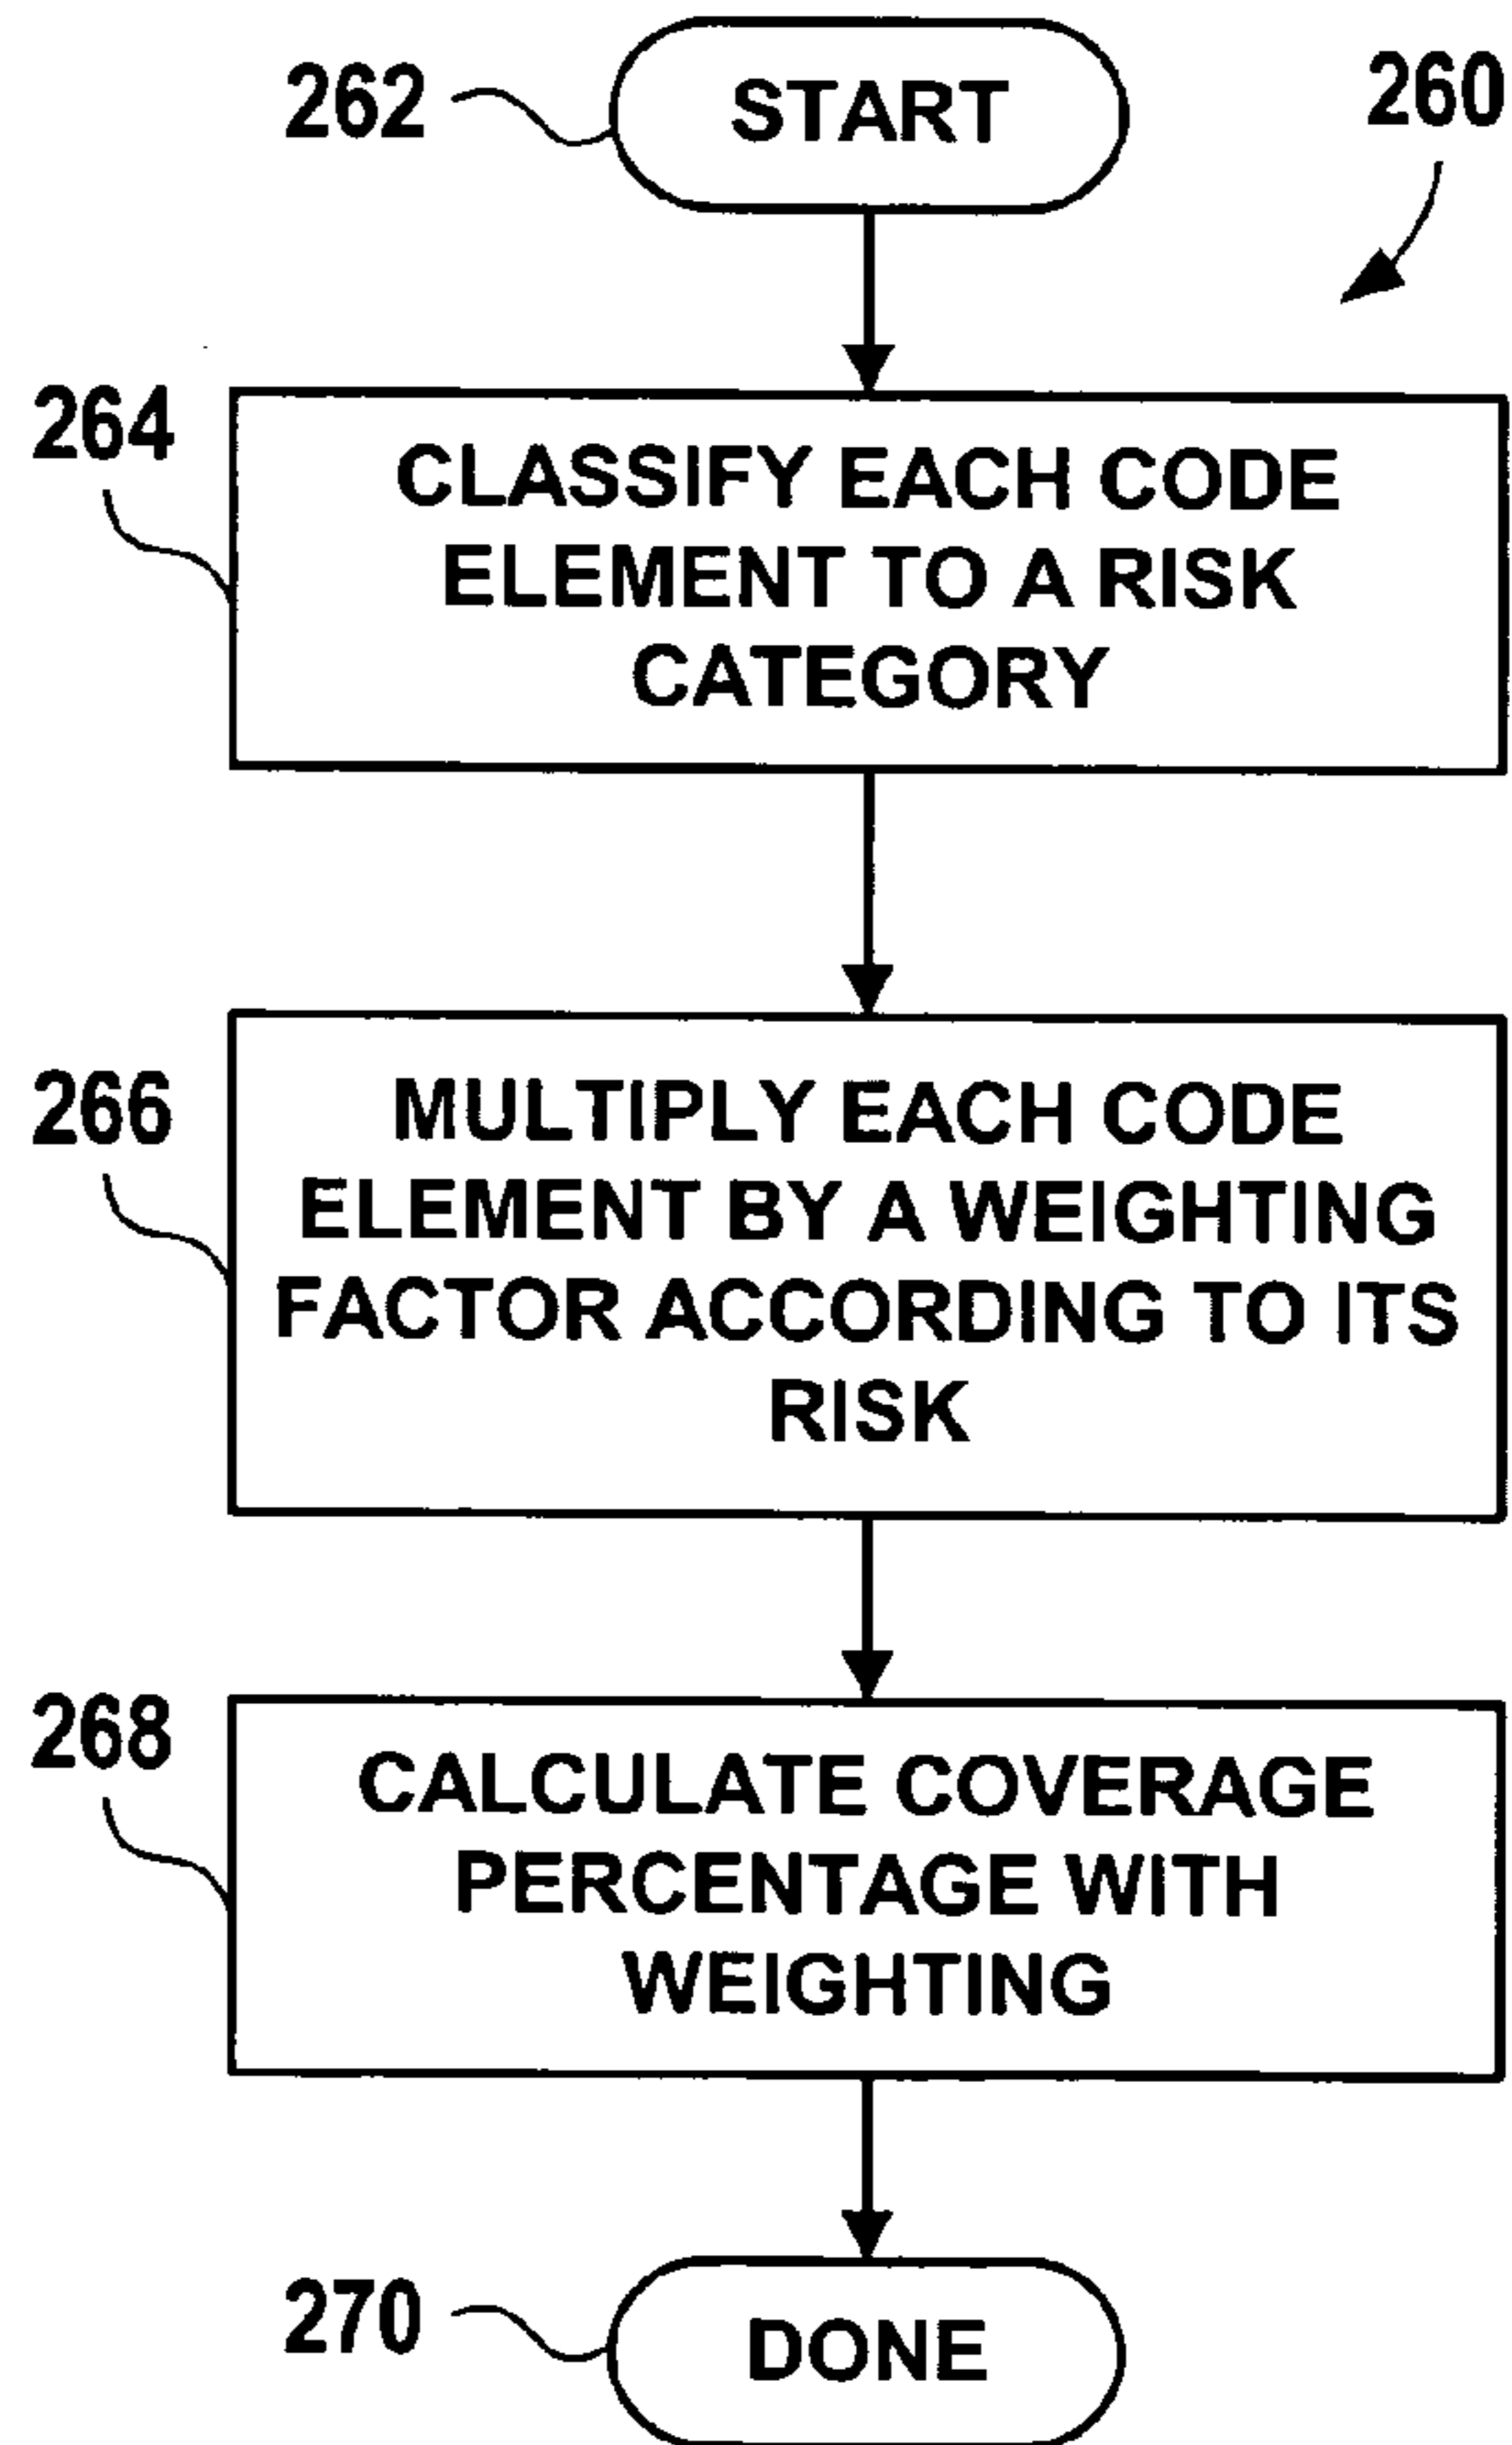 262
START
260
264
CLASSIFY EACH CODE
ELEMENT TO A RISK
CATEGORY
266
MULTIPLY EACH CODE
ELEMENT BY A WEIGHTING
FACTOR ACCORDING TO ITS
RISK
268
CALCULATE COVERAGE
PERCENTAGE WITH
WEIGHTING
270
DONE